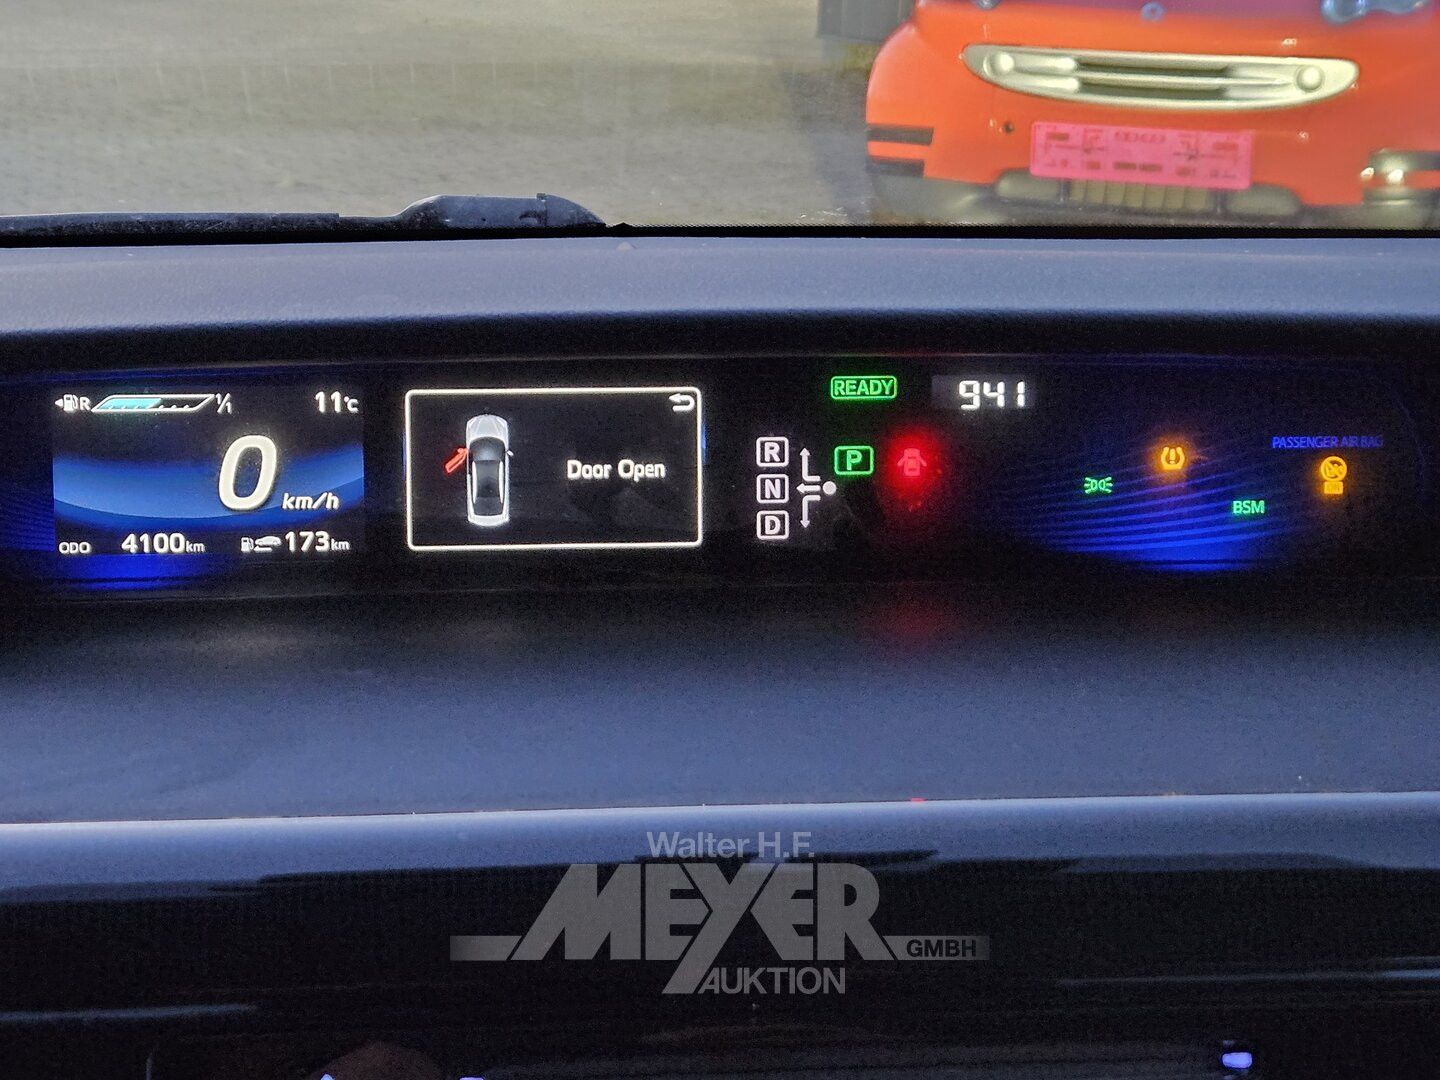 R 1/1 11°C
0 km/h
ODO 4100km 173km
Door Open
READY 941
R
N
D
P
BSM
PASSENGER AIR BAG
ON
Walter H.F.
MEYER
GMBH
AUKTION